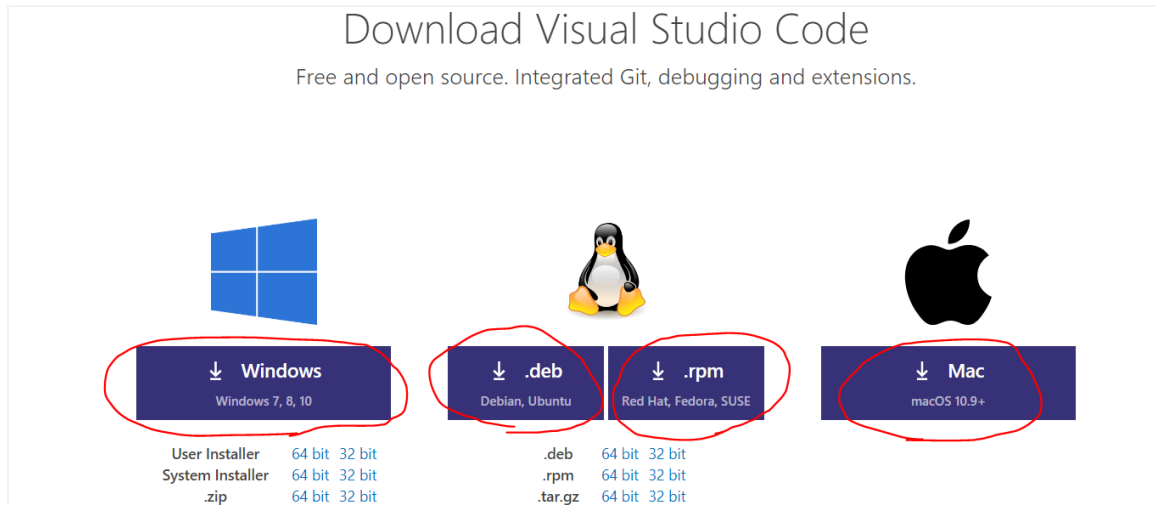 Download Visual Studio Code
Free and open source. Integrated Git, debugging and extensions.
Windows
Windows 7, 8, 10
User Installer 64 bit 32 bit
System Installer 64 bit 32 bit
.zip 64 bit 32 bit
.deb
Debian, Ubuntu
.rpm
Red Hat, Fedora, SUSE
.deb 64 bit 32 bit
.rpm 64 bit 32 bit
.tar.gz 64 bit 32 bit
Mac
macOS 10.9+